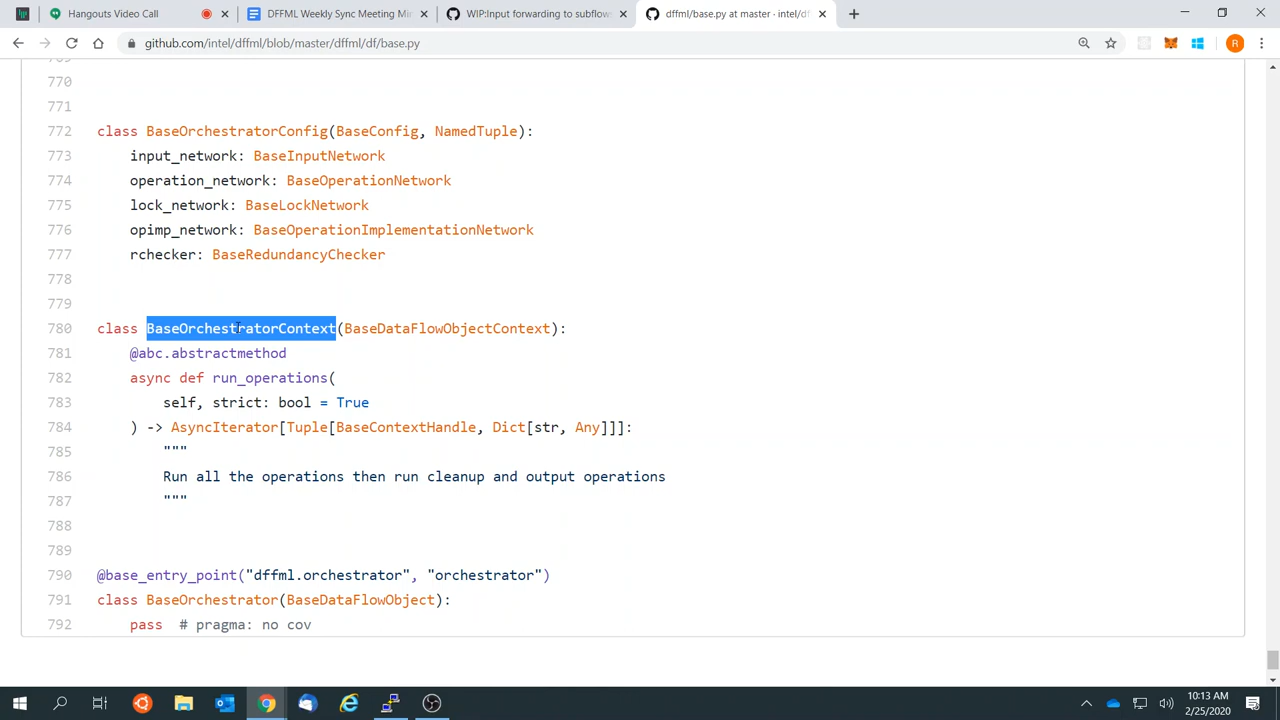 Hangouts Video Call
DFFML Weekly Sync Meeting Mi
WIP:Input forwarding to subflows
dffml/base.py at master · intel/df
github.com/intel/dffml/blob/master/dffml/df/base.py
R
769
770
771
772 class BaseOrchestratorConfig(BaseConfig, NamedTuple):
773 input_network: BaseInputNetwork
774 operation_network: BaseOperationNetwork
775 lock_network: BaseLockNetwork
776 opimp_network: BaseOperationImplementationNetwork
777 rchecker: BaseRedundancyChecker
778
779
780 class BaseOrchestratorContext(BaseDataFlowObjectContext):
781 @abc.abstractmethod
782 async def run_operations(
783 self, strict: bool = True
784 ) -> AsyncIterator[Tuple[BaseContextHandle, Dict[str, Any]]]:
785 """
786 Run all the operations then run cleanup and output operations
787 """
788
789
790 @base_entry_point("dffml.orchestrator", "orchestrator")
791 class BaseOrchestrator(BaseDataFlowObject):
792 pass # pragma: no cov
10:13 AM
2/25/2020